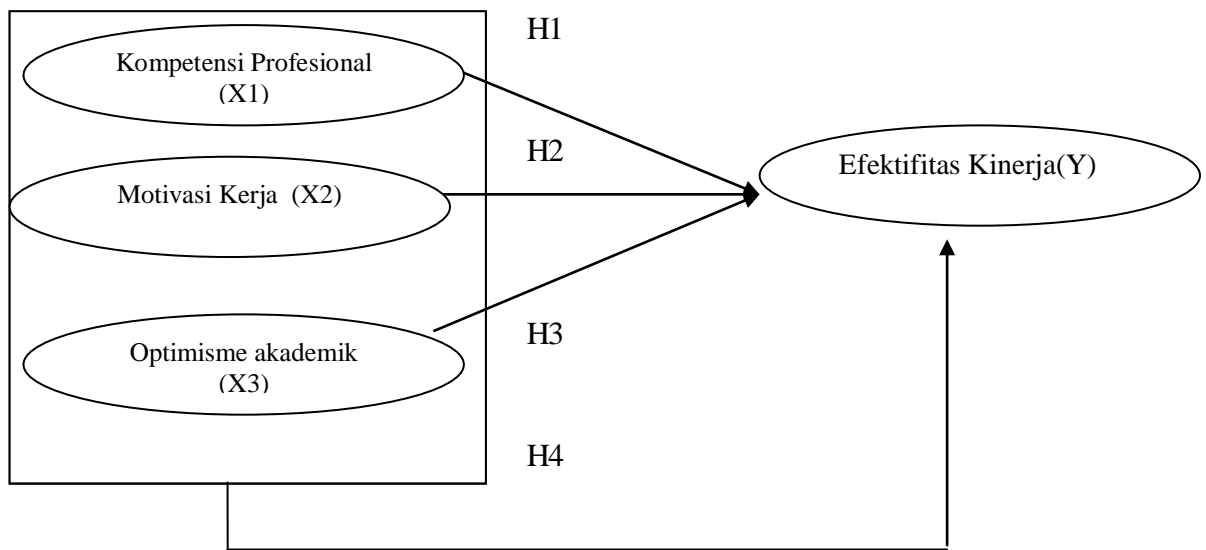 H1
Kompetensi Profesional
(X1)
H2
Efektifitas Kinerja(Y)
Motivasi Kerja (X2)
H3
Optimisme akademik
(X3)
H4